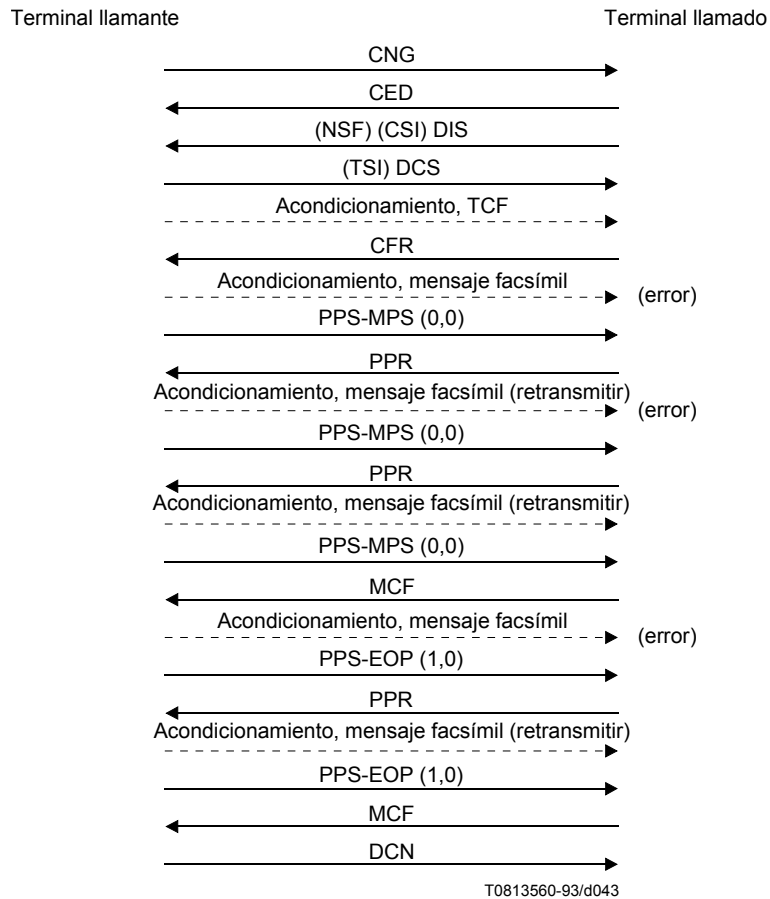 Terminal llamante Terminal llamado
CNG
CED
(NSF) (CSI) DIS
(TSI) DCS
Acondicionamiento, TCF
CFR
Acondicionamiento, mensaje facsímil
(error)
PPS-MPS (0,0)
PPR
Acondicionamiento, mensaje facsímil (retransmitir)
(error)
PPS-MPS (0,0)
PPR
Acondicionamiento, mensaje facsímil (retransmitir)
PPS-MPS (0,0)
MCF
Acondicionamiento, mensaje facsímil
(error)
PPS-EOP (1,0)
PPR
Acondicionamiento, mensaje facsímil (retransmitir)
PPS-EOP (1,0)
MCF
DCN
T0813560-93/d043